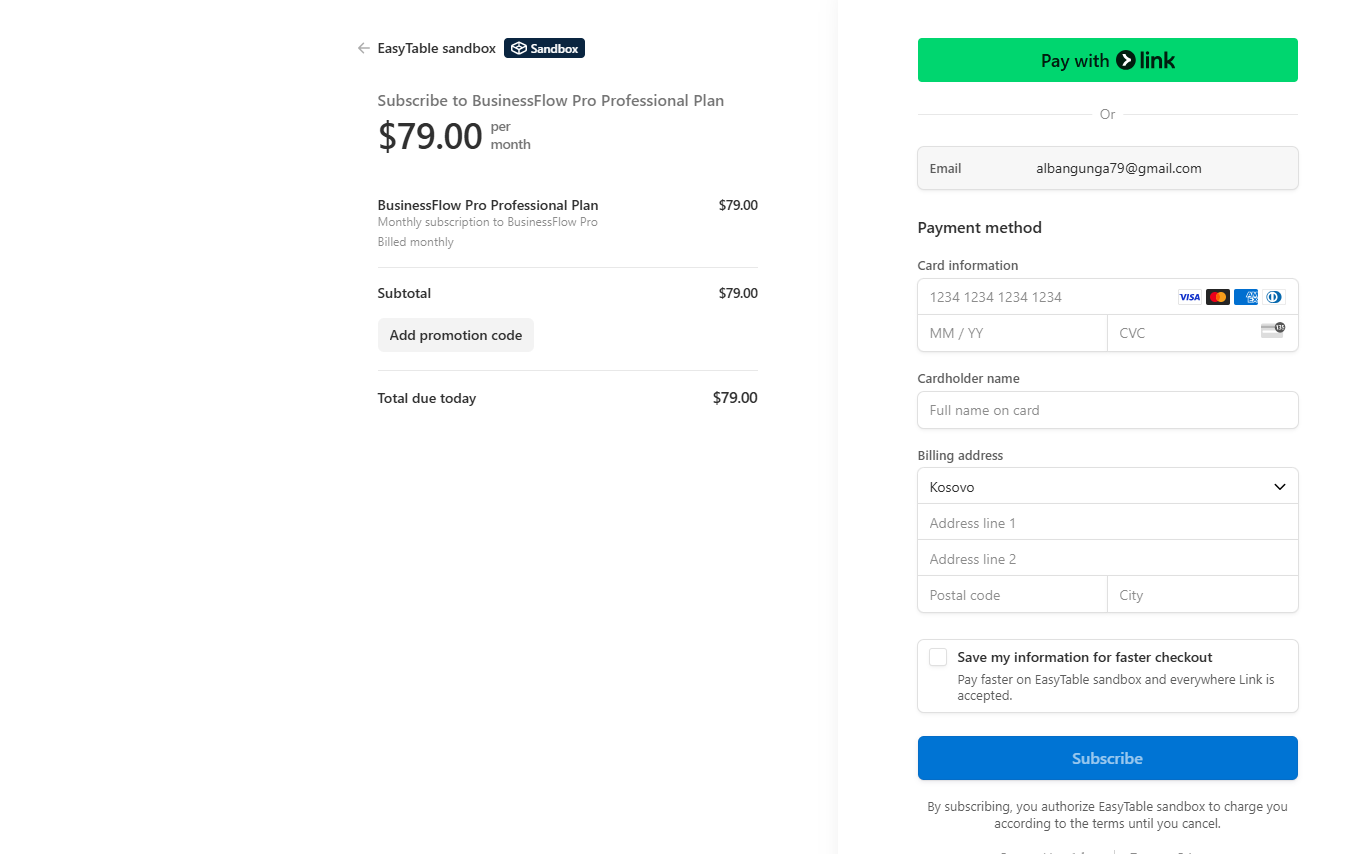 EasyTable sandbox Sandbox
Subscribe to BusinessFlow Pro Professional Plan
$79.00 per
month
BusinessFlow Pro Professional Plan $79.00
Monthly subscription to BusinessFlow Pro
Billed monthly
Subtotal $79.00
Add promotion code
Total due today $79.00
Pay with link
Or
Email albangunga79@gmail.com
Payment method
Card information
1234 1234 1234 1234 VISA AM EX
MM / YY CVC 135
Cardholder name
Full name on card
Billing address
Kosovo
Address line 1
Address line 2
Postal code City
Save my information for faster checkout
Pay faster on EasyTable sandbox and everywhere Link is
accepted.
Subscribe
By subscribing, you authorize EasyTable sandbox to charge you
according to the terms until you cancel.